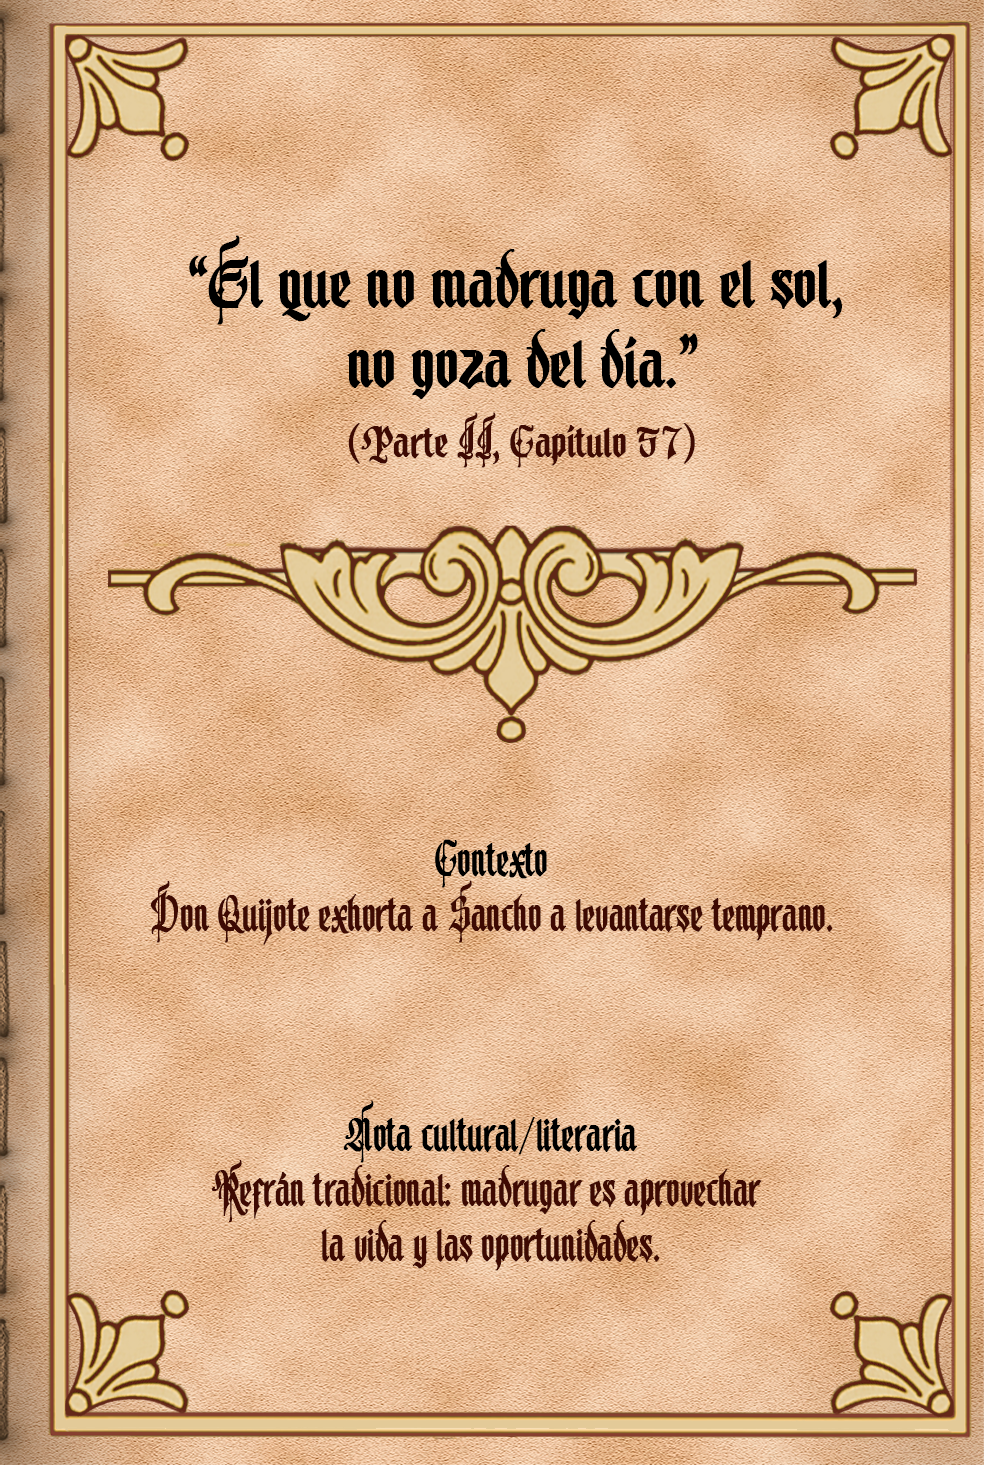 “El que no madruga con el sol,
no goza del día.”
(Parte II, Capítulo 57)
Contexto
Don Quijote exhorta a Sancho a levantarse temprano.
Nota cultural/literaria
Refrán tradicional: madrugar es aprovechar
la vida y las oportunidades.